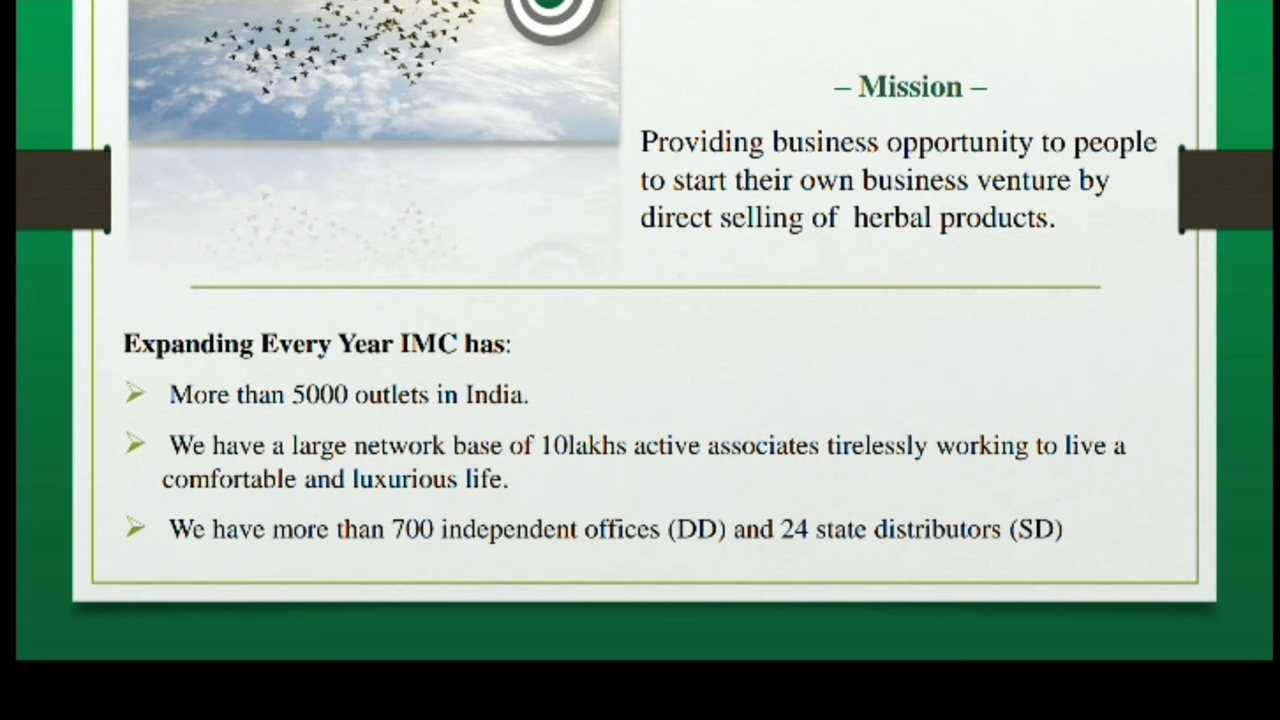 – Mission –
Providing business opportunity to people
to start their own business venture by
direct selling of herbal products.
Expanding Every Year IMC has:
More than 5000 outlets in India.
We have a large network base of 10lakhs active associates tirelessly working to live a
comfortable and luxurious life.
We have more than 700 independent offices (DD) and 24 state distributors (SD)